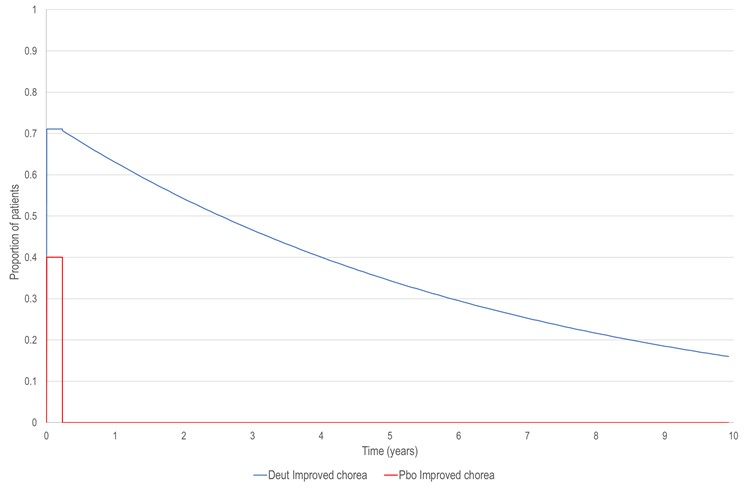 1
0.9
0.8
0.7
0.6
0.5
0.4
0.3
0.2
0.1
0
Proportion of patients
0 1 2 3 4 5 6 7 8 9 10
Time (years)
Deut Improved chorea Pbo Improved chorea